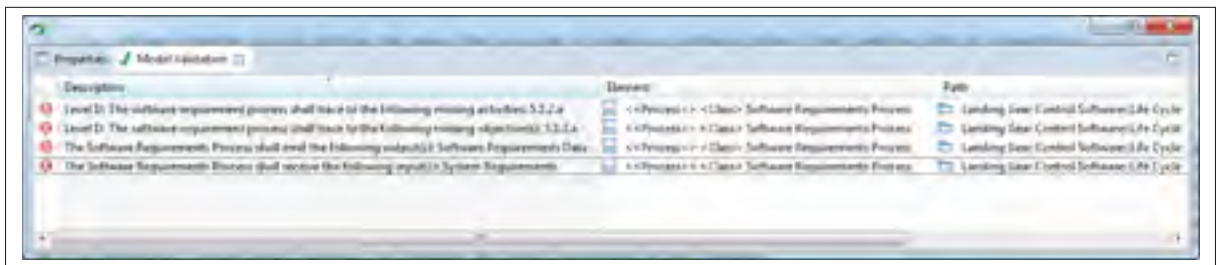 Properties Model Validation
Description Element Path
Level D: The software requirement process shall trace to the following missing activities: 5.1.2.a <<Process>> <Class> Software Requirements Process Landing Gear Control Software::Life Cycle
Level D: The software requirement process shall trace to the following missing objective(s): 5.1.1.a <<Process>> <Class> Software Requirements Process Landing Gear Control Software::Life Cycle
The Software Requirements Process shall emit the following output(s): Software Requirements Data <<Process>> <Class> Software Requirements Process Landing Gear Control Software::Life Cycle
The Software Requirements Process shall receive the following input(s): System Requirements <<Process>> <Class> Software Requirements Process Landing Gear Control Software::Life Cycle